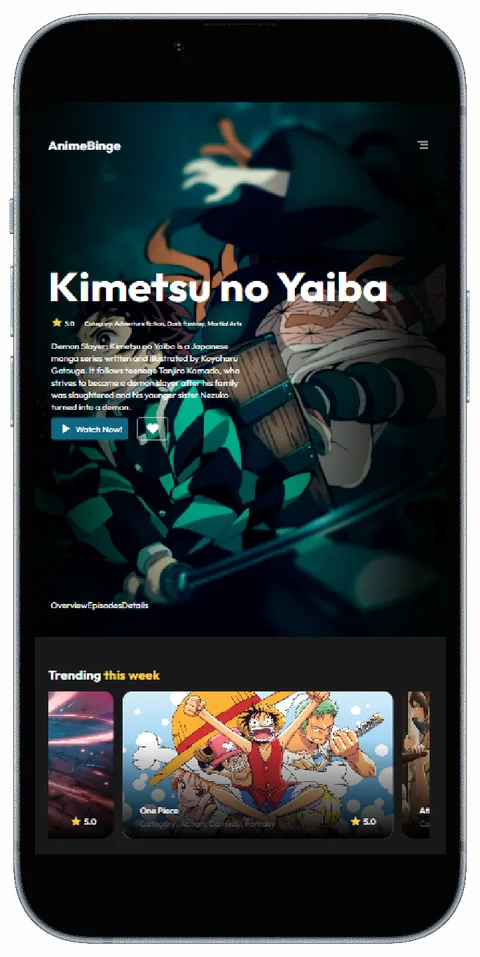 AnimeBinge
Kimetsu no Yaiba
5.0 Category: Adventure fiction, Dark fantasy, Martial Arts
Demon Slayer: Kimetsu no Yaiba is a Japanese
manga series written and illustrated by Koyoharu
Gotouge. It follows teenage Tanjiro Kamado, who
strives to become a demon slayer after his family
was slaughtered and his younger sister Nezuko
turned into a demon.
Watch Now!
OverviewEpisodesDetails
Trending this week
5.0
One Piece
Category: Action, Comedy, Fantasy
5.0